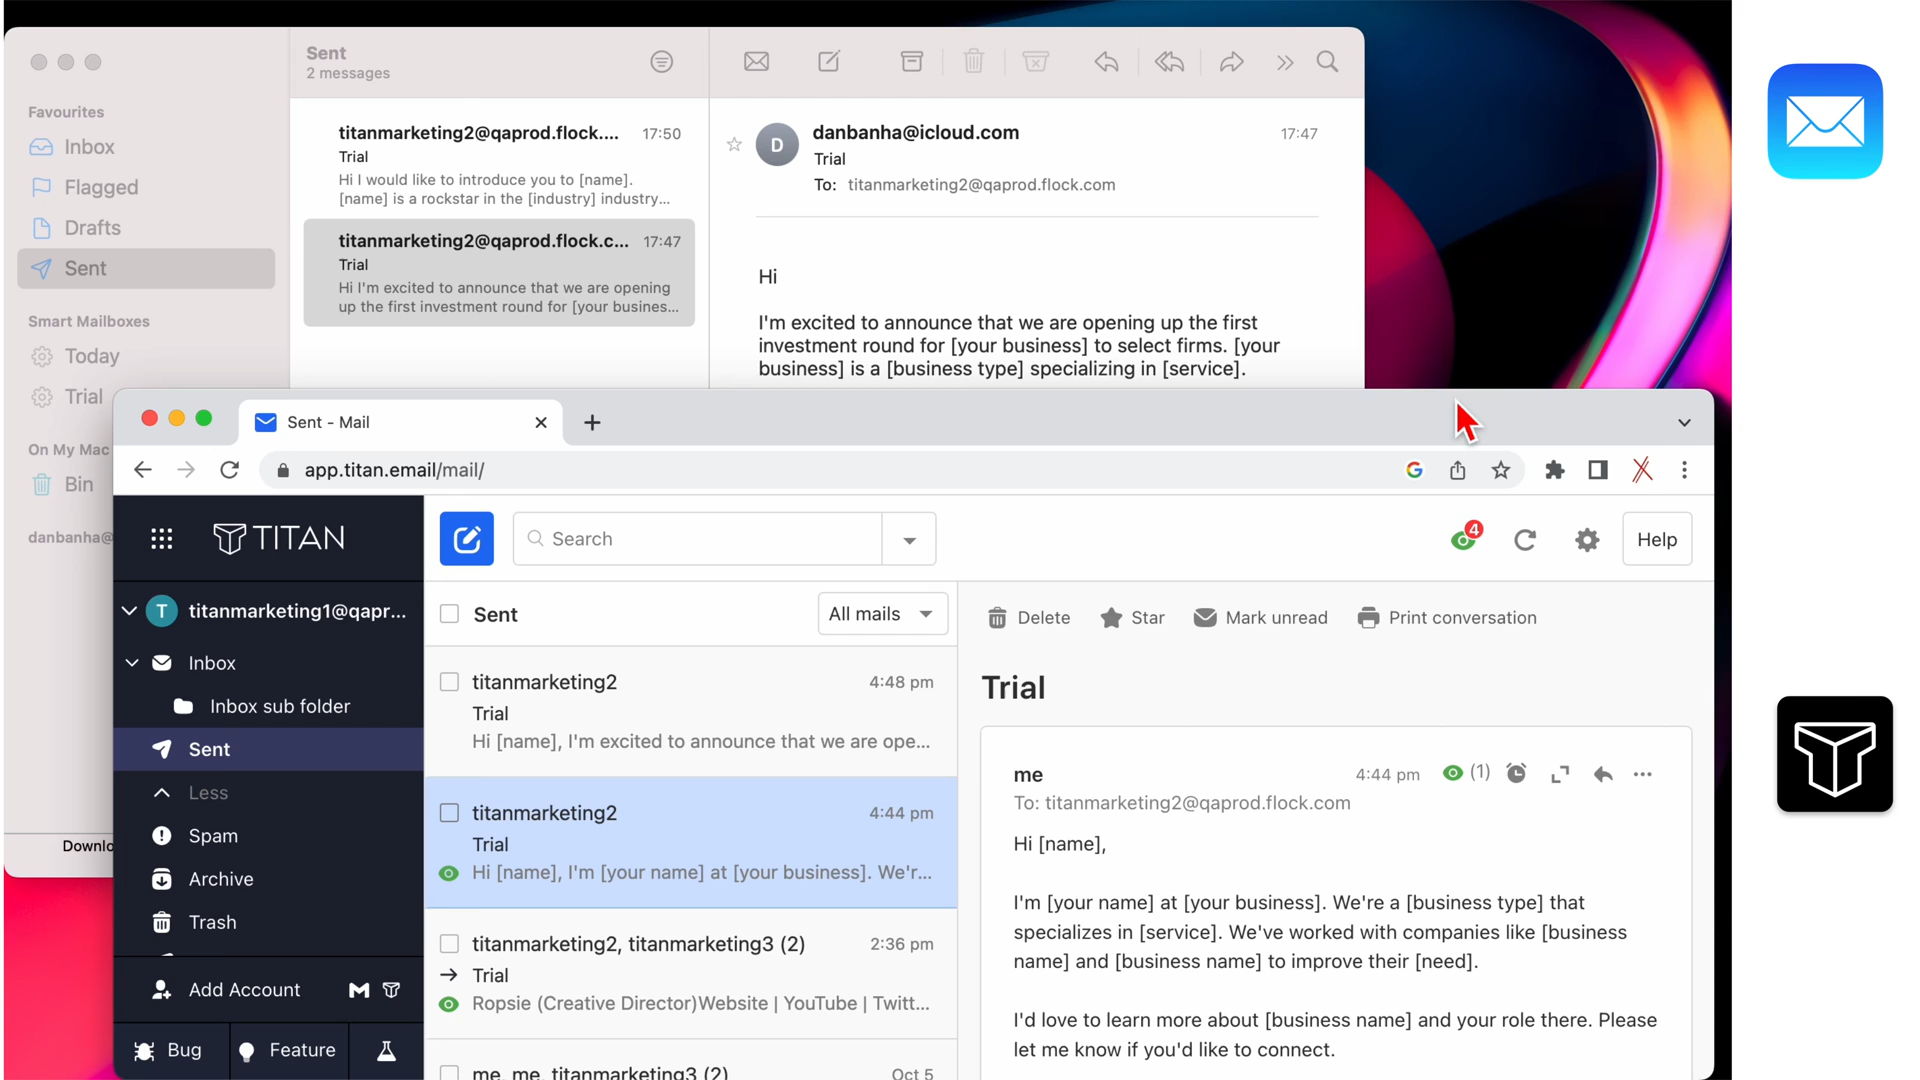 Sent
2 messages
Favourites
Inbox
Flagged
Drafts
Sent
Smart Mailboxes
Today
Trial
On My Mac
Bin
danbanha@
Downlo
titanmarketing2@qaprod.flock.... 17:50
Trial
Hi I would like to introduce you to [name].
[name] is a rockstar in the [industry] industry...
titanmarketing2@qaprod.flock.c... 17:47
Trial
Hi I'm excited to announce that we are opening
up the first investment round for [your busines...
D
danbanha@icloud.com 17:47
Trial
To: titanmarketing2@qaprod.flock.com
Hi
I'm excited to announce that we are opening up the first
investment round for [your business] to select firms. [your
business] is a [business type] specializing in [service].
Sent - Mail
app.titan.email/mail/
TITAN
Search
4
Help
T titanmarketing1@qapr...
Inbox
Inbox sub folder
Sent
Less
Spam
Archive
Trash
Add Account
Bug
Feature
Sent
All mails
titanmarketing2 4:48 pm
Trial
Hi [name], I'm excited to announce that we are ope...
titanmarketing2 4:44 pm
Trial
Hi [name], I'm [your name] at [your business]. We'r...
titanmarketing2, titanmarketing3 (2) 2:36 pm
Trial
Ropsie (Creative Director)Website | YouTube | Twitt...
me, me, titanmarketing3 (2) Oct 5
Delete
Star
Mark unread
Print conversation
Trial
me 4:44 pm (1)
To: titanmarketing2@qaprod.flock.com
Hi [name],
I'm [your name] at [your business]. We're a [business type] that
specializes in [service]. We've worked with companies like [business
name] and [business name] to improve their [need].
I'd love to learn more about [business name] and your role there. Please
let me know if you'd like to connect.